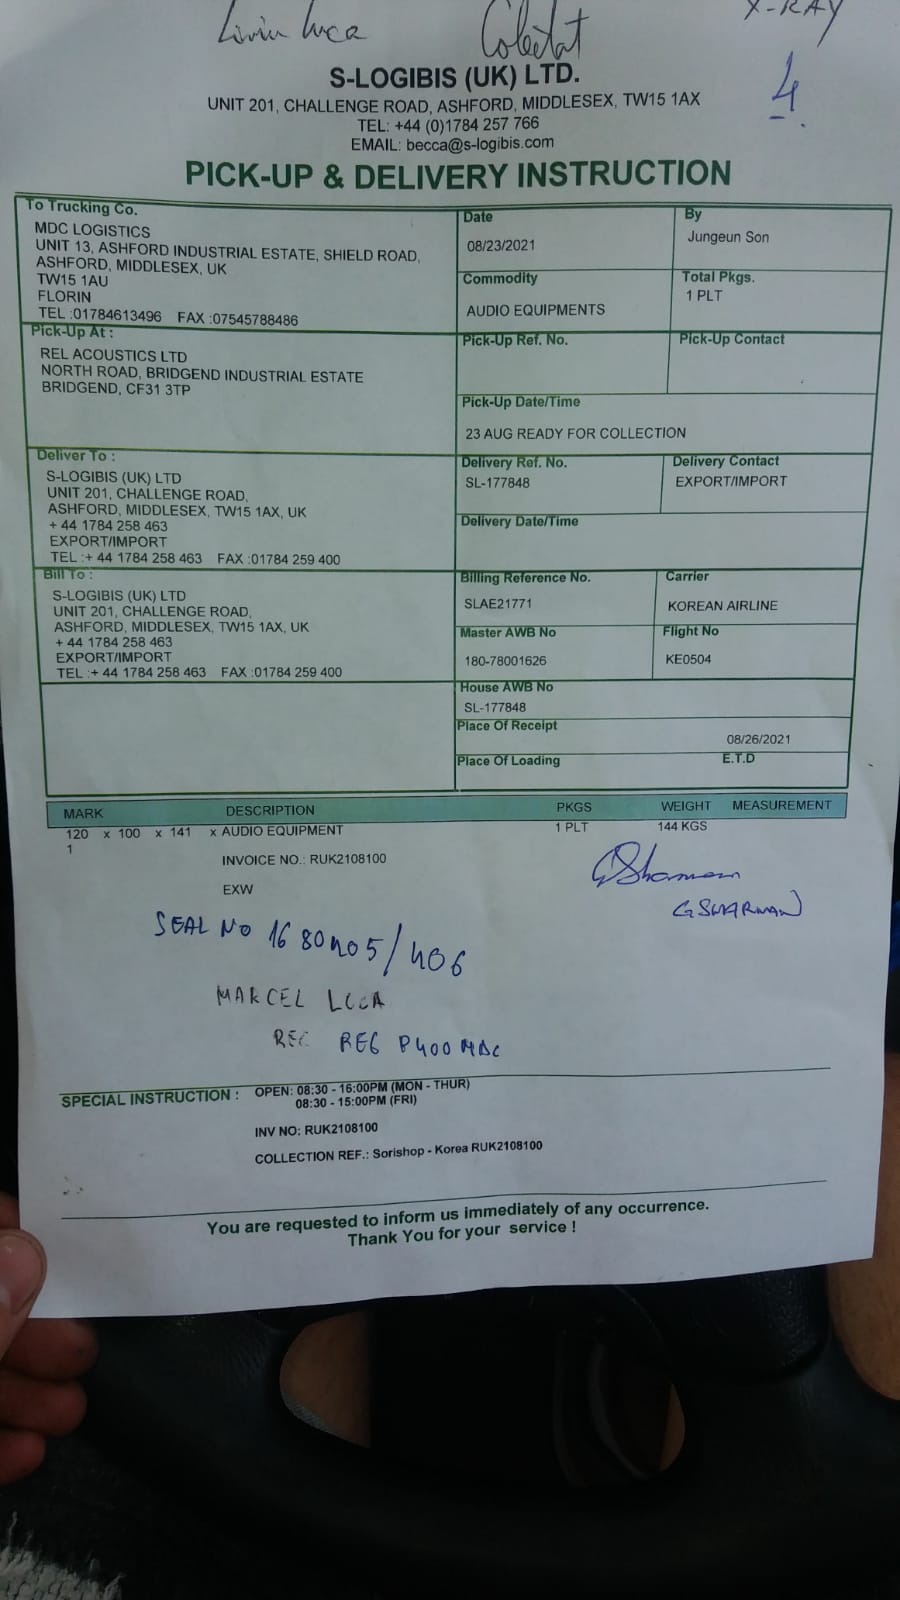 Colectat
X-RAY
4
S-LOGIBIS (UK) LTD.
UNIT 201, CHALLENGE ROAD, ASHFORD, MIDDLESEX, TW15 1AX
TEL: +44 (0)1784 257 766
EMAIL: becca@s-logibis.com
PICK-UP & DELIVERY INSTRUCTION
To Trucking Co.
MDC LOGISTICS
UNIT 13, ASHFORD INDUSTRIAL ESTATE, SHIELD ROAD,
ASHFORD, MIDDLESEX, UK
TW15 1AU
FLORIN
TEL :01784613496 FAX :07545788486
Date
08/23/2021
By
Jungeun Son
Commodity
AUDIO EQUIPMENTS
Total Pkgs.
1 PLT
Pick-Up At :
REL ACOUSTICS LTD
NORTH ROAD, BRIDGEND INDUSTRIAL ESTATE
BRIDGEND, CF31 3TP
Pick-Up Ref. No.
Pick-Up Contact
Pick-Up Date/Time
23 AUG READY FOR COLLECTION
Deliver To :
S-LOGIBIS (UK) LTD
UNIT 201, CHALLENGE ROAD,
ASHFORD, MIDDLESEX, TW15 1AX, UK
+ 44 1784 258 463
EXPORT/IMPORT
TEL :+ 44 1784 258 463 FAX :01784 259 400
Delivery Ref. No.
SL-177848
Delivery Contact
EXPORT/IMPORT
Delivery Date/Time
Bill To :
S-LOGIBIS (UK) LTD
UNIT 201, CHALLENGE ROAD,
ASHFORD, MIDDLESEX, TW15 1AX, UK
+ 44 1784 258 463
EXPORT/IMPORT
TEL :+ 44 1784 258 463 FAX :01784 259 400
Billing Reference No.
SLAE21771
Carrier
KOREAN AIRLINE
Master AWB No
180-78001626
Flight No
KE0504
House AWB No
SL-177848
Place Of Receipt
08/26/2021
Place Of Loading
E.T.D
MARK DESCRIPTION PKGS WEIGHT MEASUREMENT
120 x 100 x 141 x AUDIO EQUIPMENT 1 PLT 144 KGS
1
INVOICE NO.: RUK2108100
EXW
GSharman
G SHARMAN
SEAL NO 1680405/406
MARCEL LUCA
REG REG P400 MDC
SPECIAL INSTRUCTION : OPEN: 08:30 - 16:00PM (MON - THUR)
08:30 - 15:00PM (FRI)
INV NO: RUK2108100
COLLECTION REF.: Sorishop - Korea RUK2108100
You are requested to inform us immediately of any occurrence.
Thank You for your service !